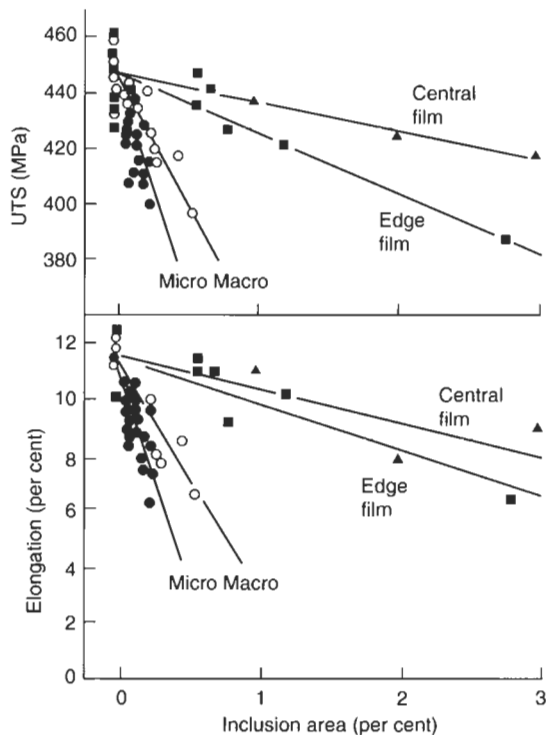 460
440
420
400
380
UTS (MPa)
Central
film
Edge
film
Micro Macro
12
10
8
6
4
2
0
Elongation (per cent)
Central
film
Edge
film
Micro Macro
0 1 2 3
Inclusion area (per cent)